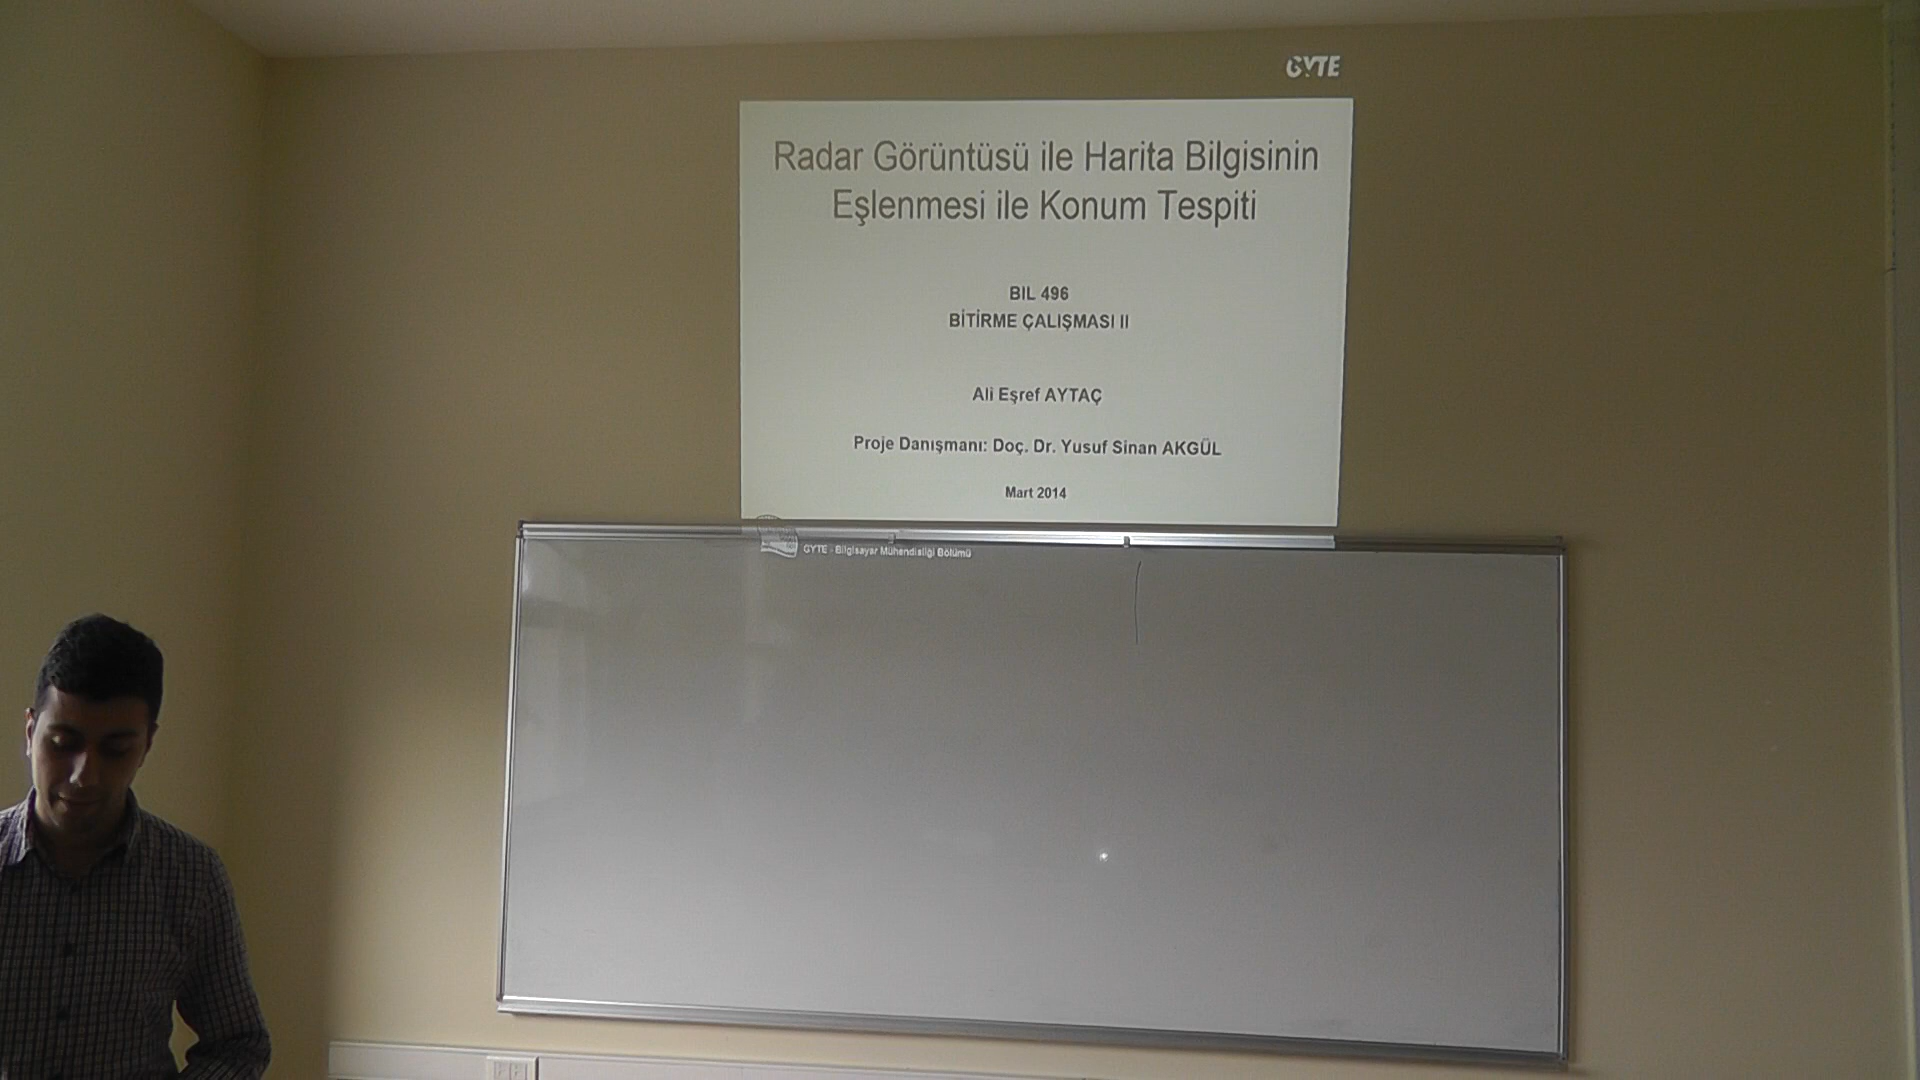 GYTE
Radar Görüntüsü ile Harita Bilgisinin
Eşlenmesi ile Konum Tespiti
BIL 496
BİTİRME ÇALIŞMASI II
Ali Eşref AYTAÇ
Proje Danışmanı: Doç. Dr. Yusuf Sinan AKGÜL
Mart 2014
GYTE - Bilgisayar Mühendisliği Bölümü